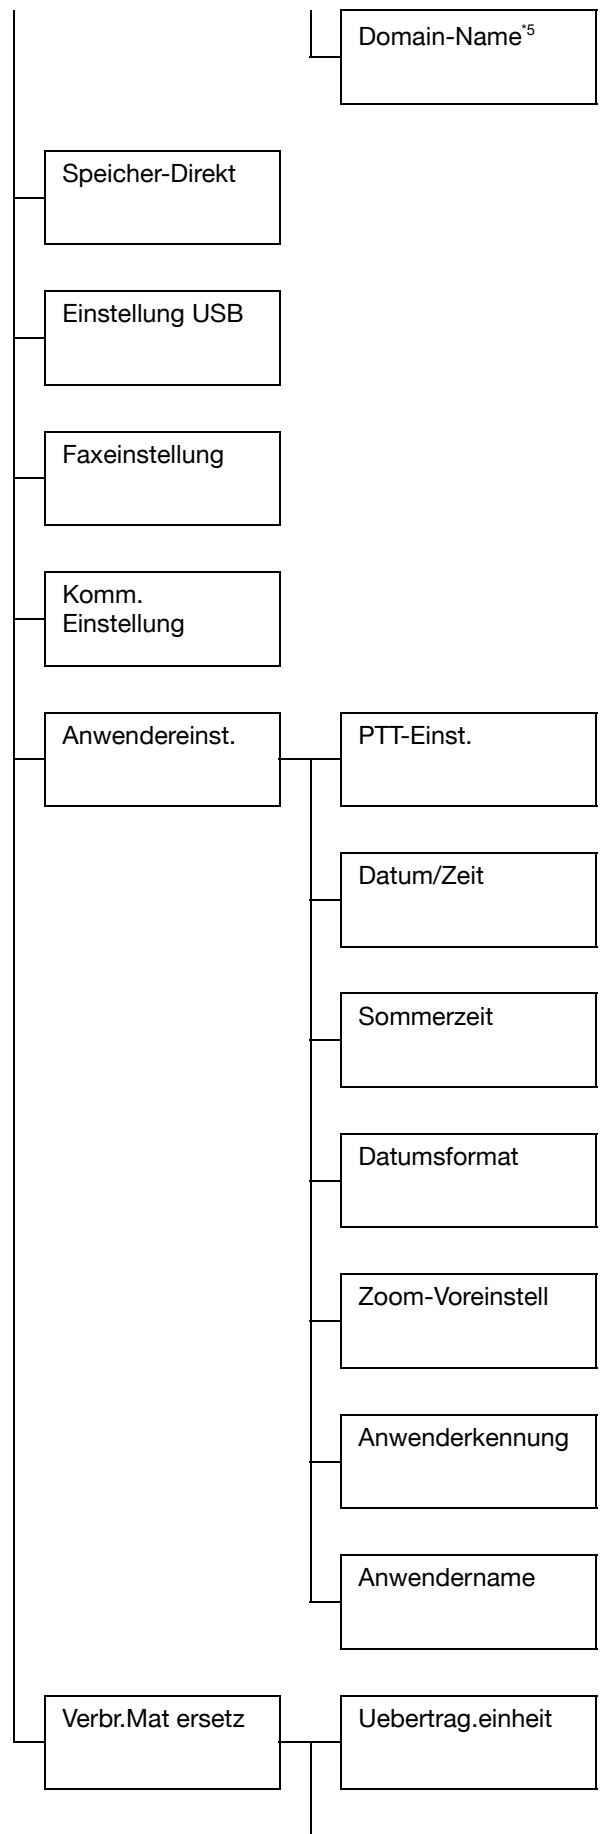 Domain-Name*5
Speicher-Direkt
Einstellung USB
Faxeinstellung
Komm.
Einstellung
Anwendereinst.
PTT-Einst.
Datum/Zeit
Sommerzeit
Datumsformat
Zoom-Voreinstell
Anwenderkennung
Anwendername
Verbr.Mat ersetz
Uebertrag.einheit